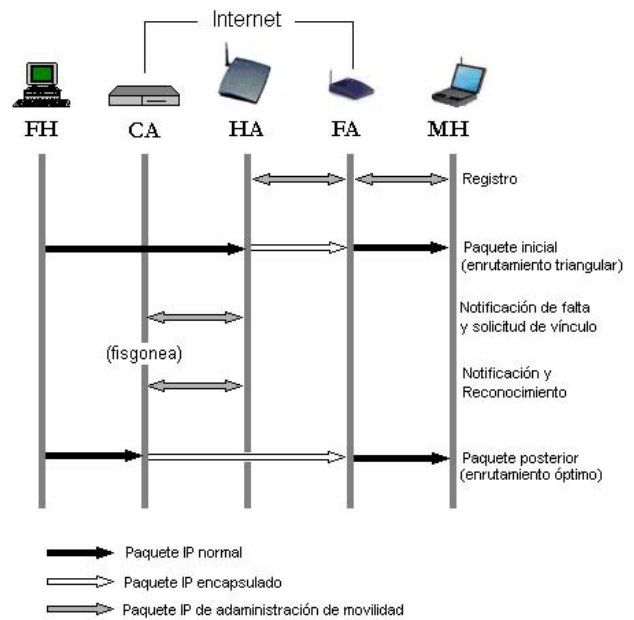 Internet
FH CA HA FA MH
Registro
Paquete inicial
(enrutamiento triangular)
Notificación de falta
y solicitud de vínculo
(fisgonea)
Notificación y
Reconocimiento
Paquete posterior
(enrutamiento óptimo)
Paquete IP normal
Paquete IP encapsulado
Paquete IP de adaministración de movilidad